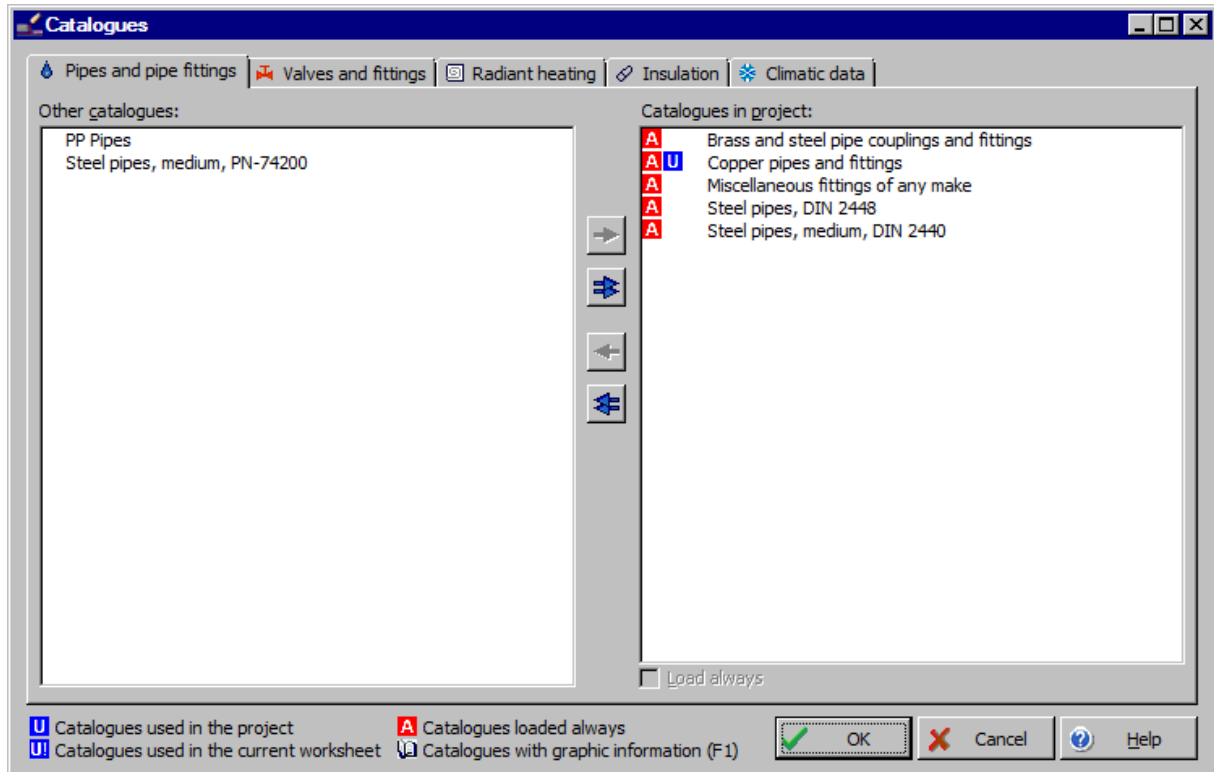 Catalogues
Pipes and pipe fittings Valves and fittings Radiant heating Insulation Climatic data
Other catalogues: Catalogues in project:
PP Pipes A Brass and steel pipe couplings and fittings
Steel pipes, medium, PN-74200 A U Copper pipes and fittings
A Miscellaneous fittings of any make
A Steel pipes, DIN 2448
A Steel pipes, medium, DIN 2440
Load always
U Catalogues used in the project A Catalogues loaded always
U! Catalogues used in the current worksheet Catalogues with graphic information (F1)
OK Cancel Help